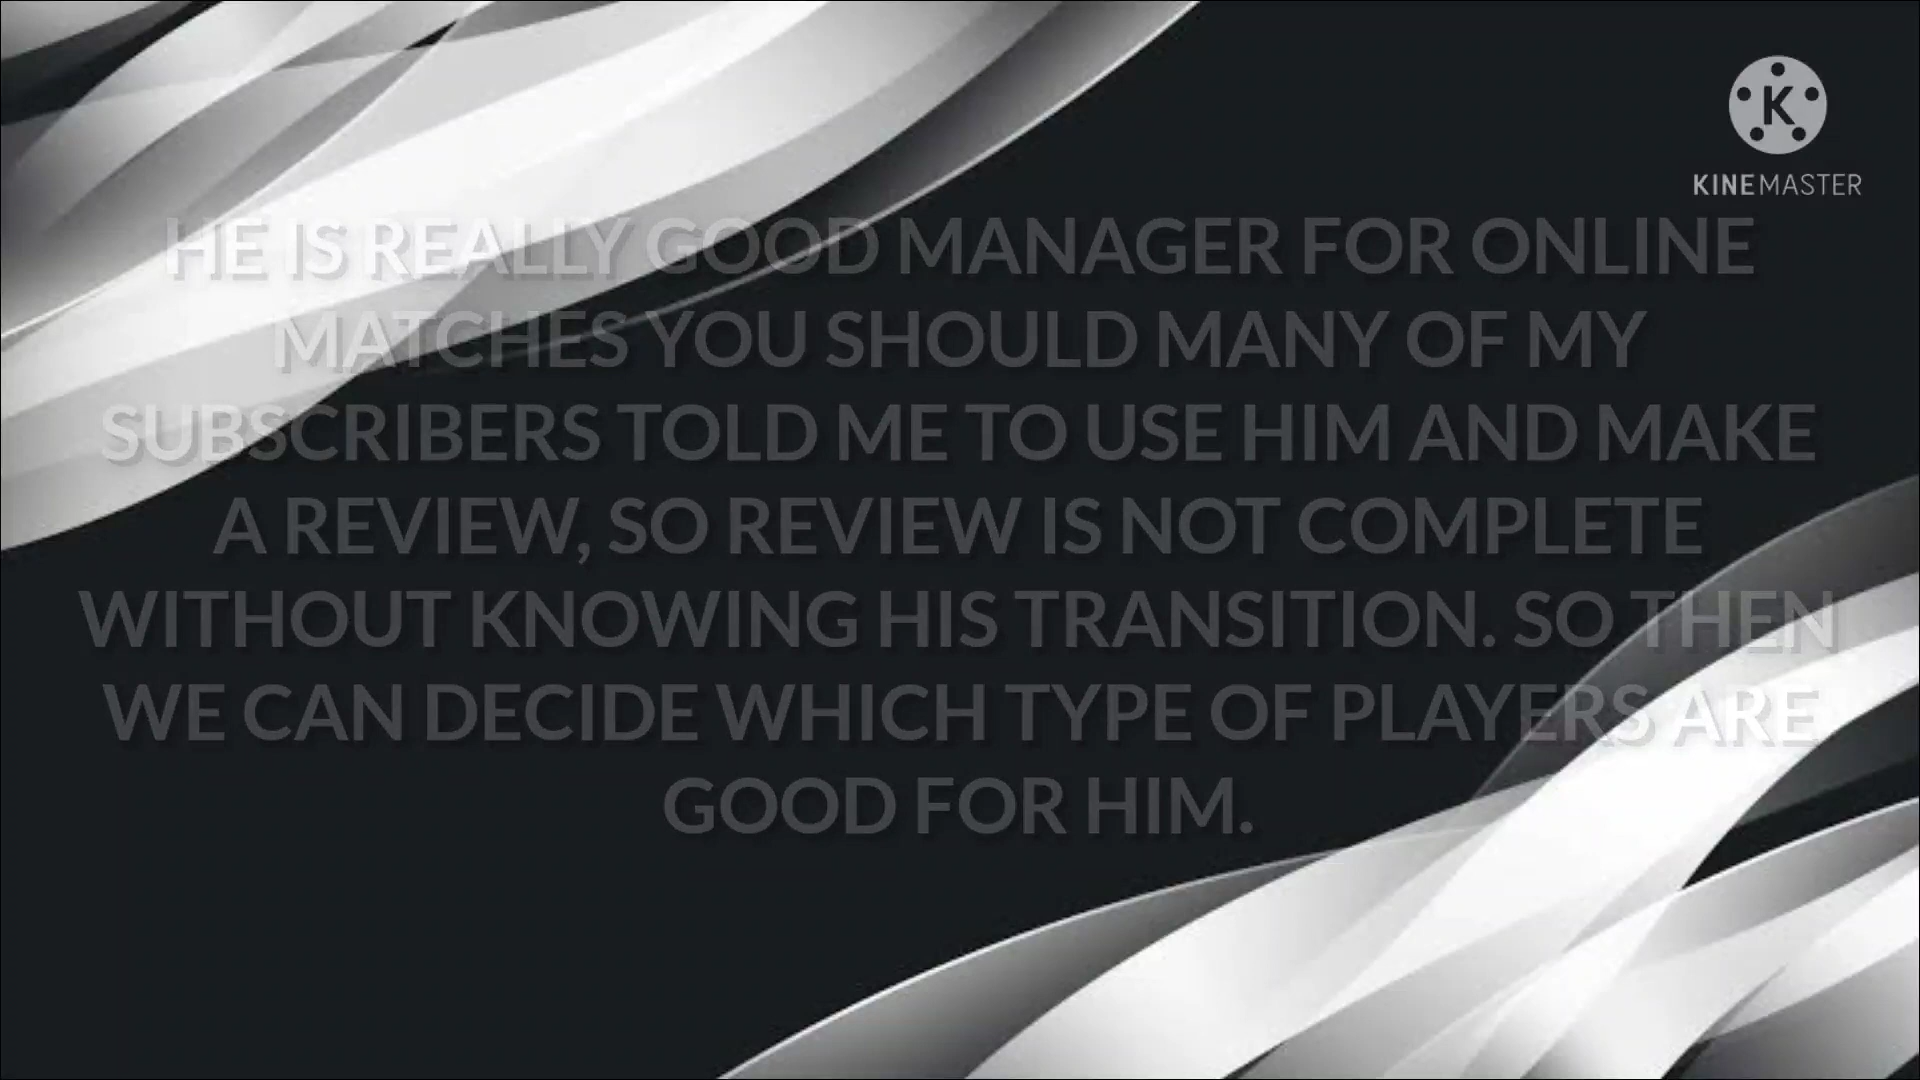 K
KINEMASTER
HE IS REALLY GOOD MANAGER FOR ONLINE
MATCHES YOU SHOULD MANY OF MY
SUBSCRIBERS TOLD ME TO USE HIM AND MAKE
A REVIEW, SO REVIEW IS NOT COMPLETE
WITHOUT KNOWING HIS TRANSITION. SO THEN
WE CAN DECIDE WHICH TYPE OF PLAYERS ARE
GOOD FOR HIM.